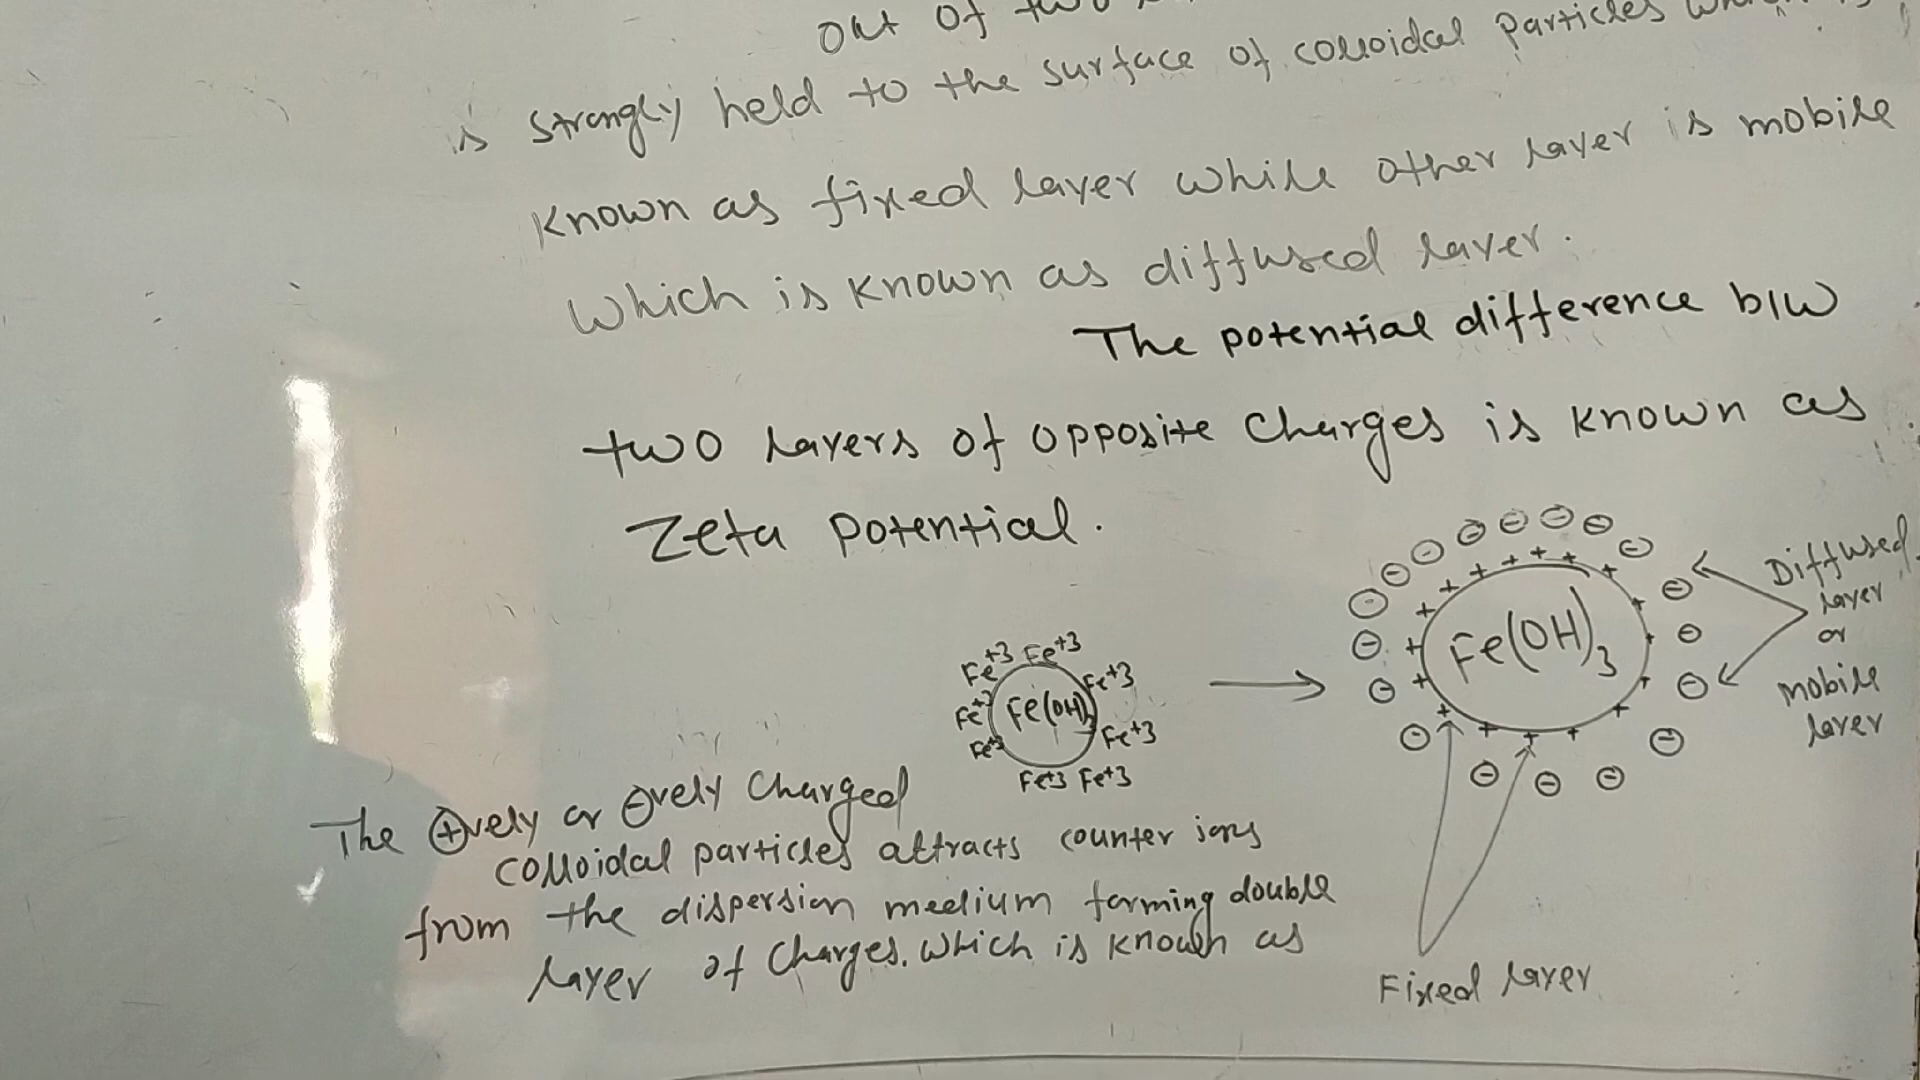 out of two
is strongly held to the surface of colloidal particles
known as fixed layer while other layer is mobile
which is known as diffused layer.
The potential difference b/w
two layers of opposite charges is known as
Zeta potential.
Fe+3 Fe+3
Fe+3
Fe+3
Fe(OH)3
Fe+3
Fe+3
Fe+3 Fe+3
⊖ ⊖ ⊖ ⊖ ⊖ ⊖ ⊖ ⊖ ⊖ ⊖ ⊖ ⊖ ⊖ ⊖ ⊖ ⊖ ⊖ ⊖
+ + + + + + + + + + + + + + + + + +
Fe(OH)3
Diffused
layer
or
mobile
layer
Fixed layer
The ⊕vely or ⊖vely charged
colloidal particles attracts counter ions
from the dispersion medium forming double
layer of charges. which is known as